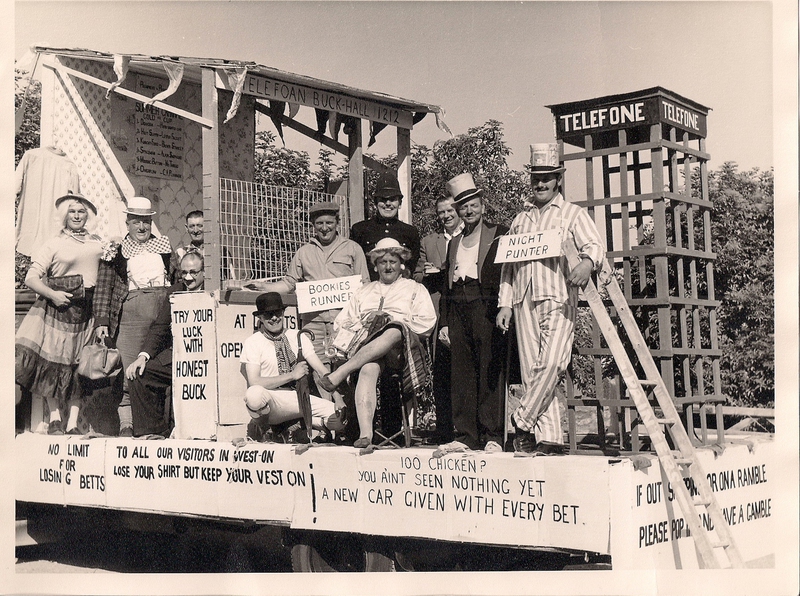 TELEFOAN BUCK-HALL 1212
TELEFONE
TELEFONE
NIGHT
PUNTER
BOOKIES
RUNNER
TRY YOUR
LUCK
WITH
HONEST
BUCK
AT
OPE
NO LIMIT
FOR
LOSING BETTS
TO ALL OUR VISITORS IN WEST-ON
LOSE YOUR SHIRT BUT KEEP YOUR VEST ON!
100 CHICKEN?
YOU AINT SEEN NOTHING YET
A NEW CAR GIVEN WITH EVERY BET.
IF OUT OR ON A RAMBLE
PLEASE POP IN AND HAVE A GAMBLE